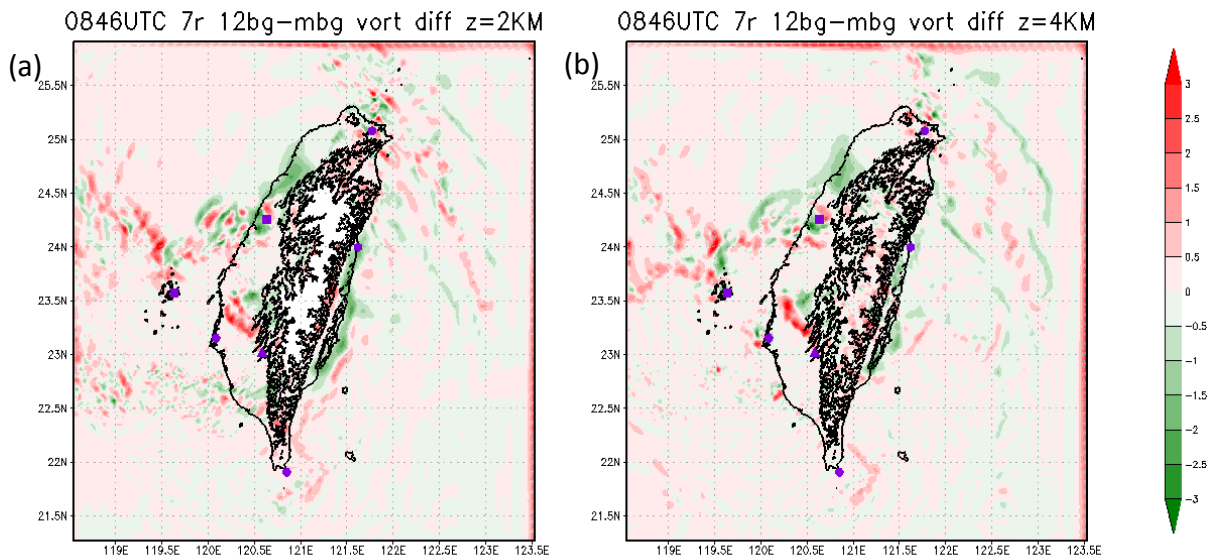 0846UTC 7r 12bg-mbg vort diff z=2KM
(a)
25.5N
25N
24.5N
24N
23.5N
23N
22.5N
22N
21.5N
119E 119.5E 120E 120.5E 121E 121.5E 122E 122.5E 123E 123.5E
0846UTC 7r 12bg-mbg vort diff z=4KM
(b)
25.5N
25N
24.5N
24N
23.5N
23N
22.5N
22N
21.5N
119E 119.5E 120E 120.5E 121E 121.5E 122E 122.5E 123E 123.5E
3
2.5
2
1.5
1
0.5
0
-0.5
-1
-1.5
-2
-2.5
-3